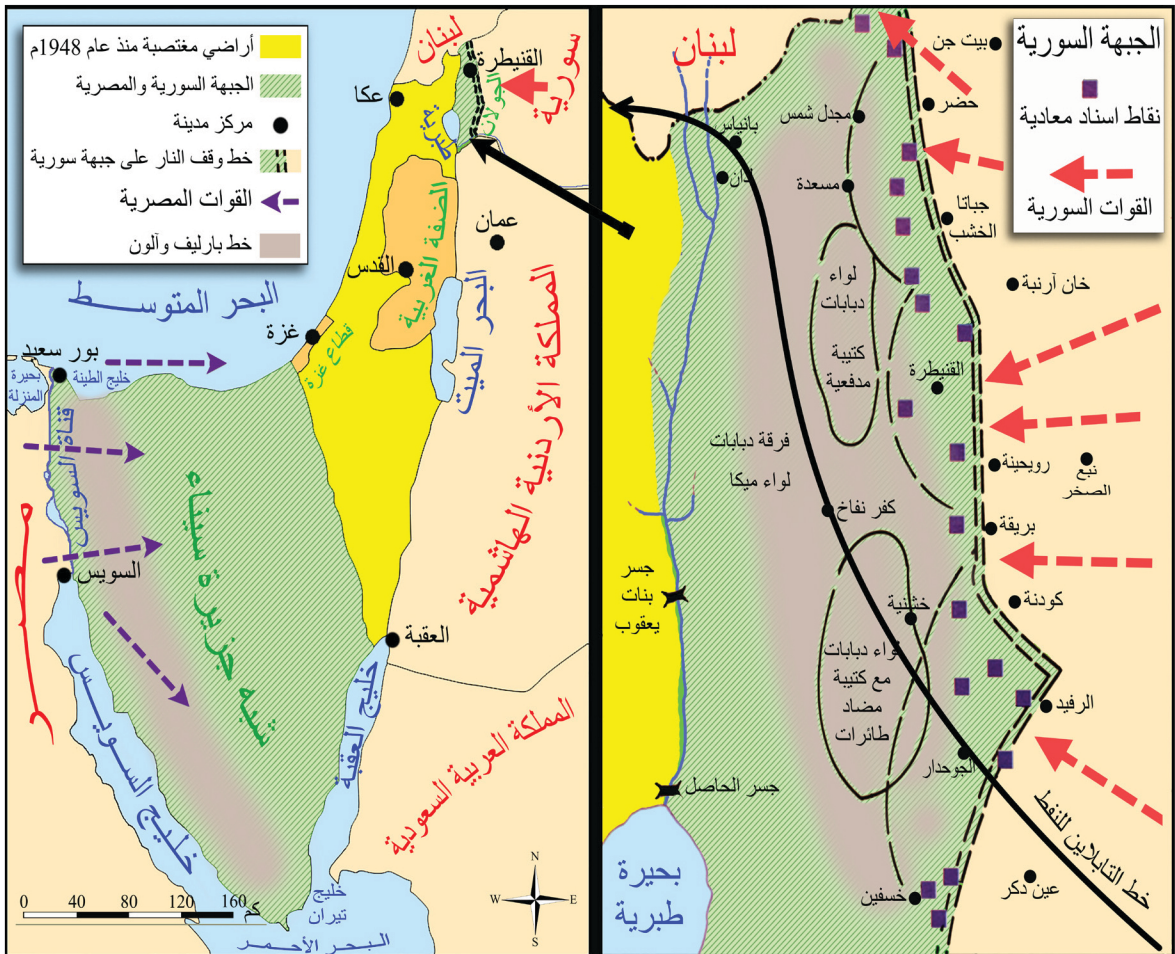 أراضي مغتصبة منذ عام 1948م
الجبهة السورية والمصرية
مركز مدينة
خط وقف النار على جبهة سورية
القوات المصرية
خط بارليف وآلون
لبنان
سورية
القنيطرة
الجولان
عكا
طبريا
الضفة الغربية
عمان
القدس
البحر المتوسط
البحر الميت
المملكة الأردنية الهاشمية
غزة
قطاع غزة
بور سعيد
خليج الطينة
بحيرة
المنزلة
قناة السويس
شبه جزيرة سيناء
مصر
السويس
العقبة
خليج العقبة
خليج السويس
المملكة العربية السعودية
خليج
تيران
البحر الأحمر
0 40 80 120 160 كم
N
W E
S
الجبهة السورية
نقاط اسناد معادية
القوات السورية
لبنان
بيت جن
حضر
مجدل شمس
بانياس
دان
مسعدة
جباتا
الخشب
خان آرنبة
لواء
دبابات
كتيبة
مدفعية
القنيطرة
فرقة دبابات
لواء ميكا
رويحينة
نبع
الصخر
كفر نفاخ
بريقة
جسر
بنات
يعقوب
خشنية
كودنة
لواء دبابات
مع كتيبة
مضاد
طائرات
الرفيد
الجوحدار
جسر الحاصل
خط التابلاين للنفط
بحيرة
طبرية
خسفين
عين ذكر